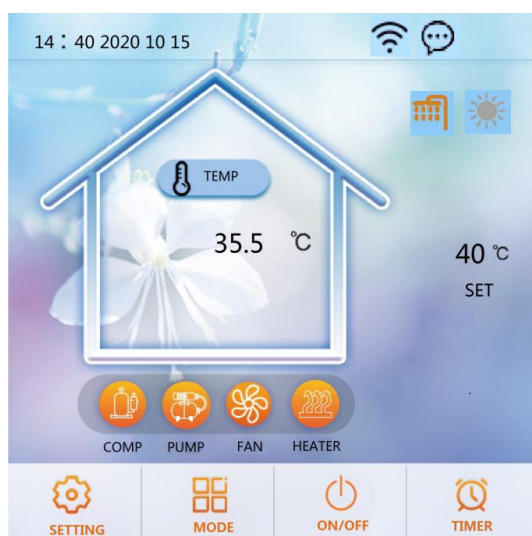 14：40 2020 10 15
TEMP
35.5 ℃
40 ℃
SET
COMP PUMP FAN HEATER
SETTING MODE ON/OFF TIMER